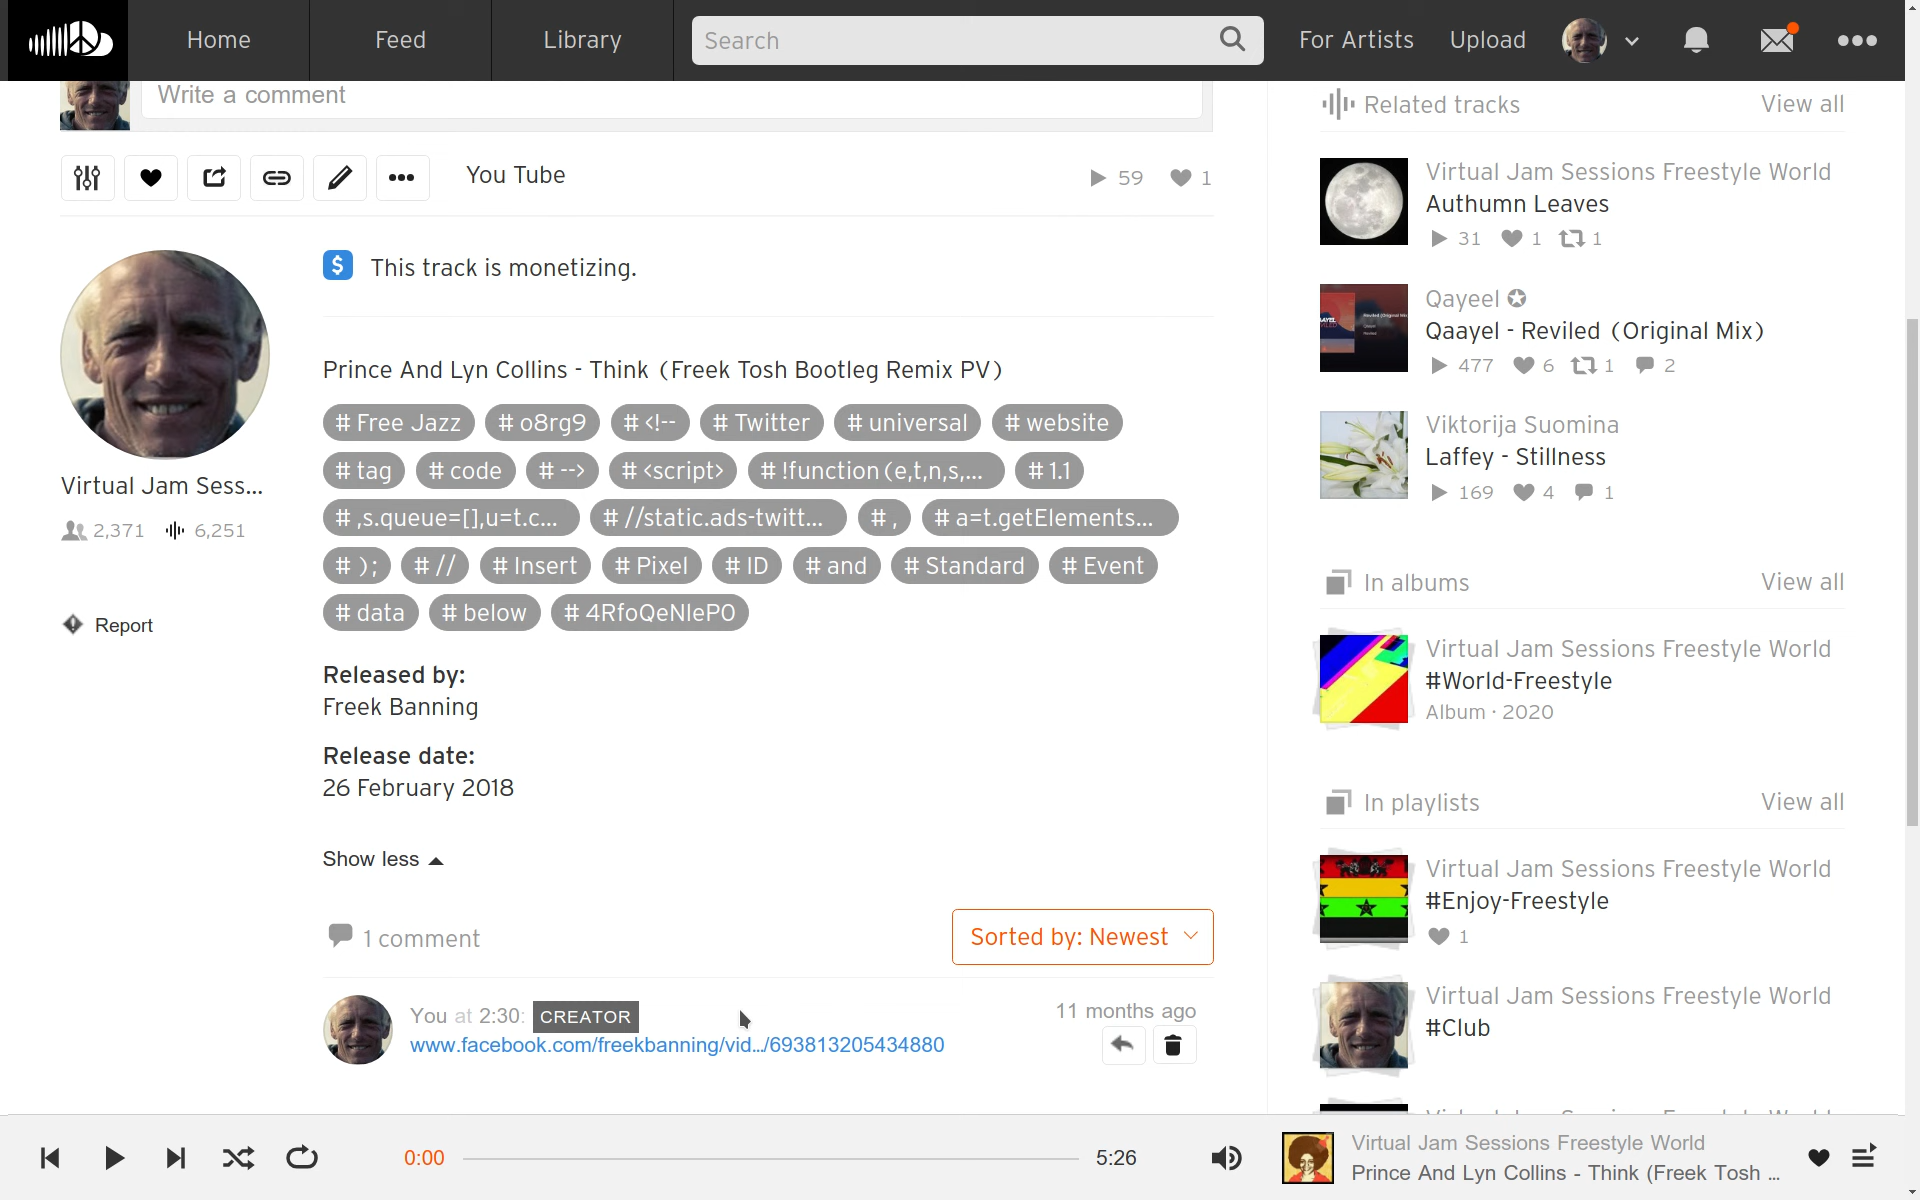 Home
Feed
Library
Search
For Artists
Upload
Write a comment
You Tube
59
1
This track is monetizing.
Prince And Lyn Collins - Think (Freek Tosh Bootleg Remix PV)
# Free Jazz # o8rg9 # <!-- # Twitter # universal # website
# tag # code # --> # <script> # !function(e,t,n,s,... # 1.1
# ,s.queue=[],u=t.c... # //static.ads-twitt... # , # a=t.getElements...
# ); # // # Insert # Pixel # ID # and # Standard # Event
# data # below # 4RfoQeNlePO
Virtual Jam Sess...
2,371 6,251
Report
Released by:
Freek Banning
Release date:
26 February 2018
Show less
1 comment
Sorted by: Newest
You at 2:30: CREATOR
11 months ago
www.facebook.com/freekbanning/vid.../693813205434880
Related tracks
View all
Virtual Jam Sessions Freestyle World
Authumn Leaves
31 1 1
Qayeel
Qaayel - Reviled (Original Mix)
477 6 1 2
Viktorija Suomina
Laffey - Stillness
169 4 1
In albums
View all
Virtual Jam Sessions Freestyle World
#World-Freestyle
Album · 2020
In playlists
View all
Virtual Jam Sessions Freestyle World
#Enjoy-Freestyle
1
Virtual Jam Sessions Freestyle World
#Club
0:00
5:26
Virtual Jam Sessions Freestyle World
Prince And Lyn Collins - Think (Freek Tosh ...